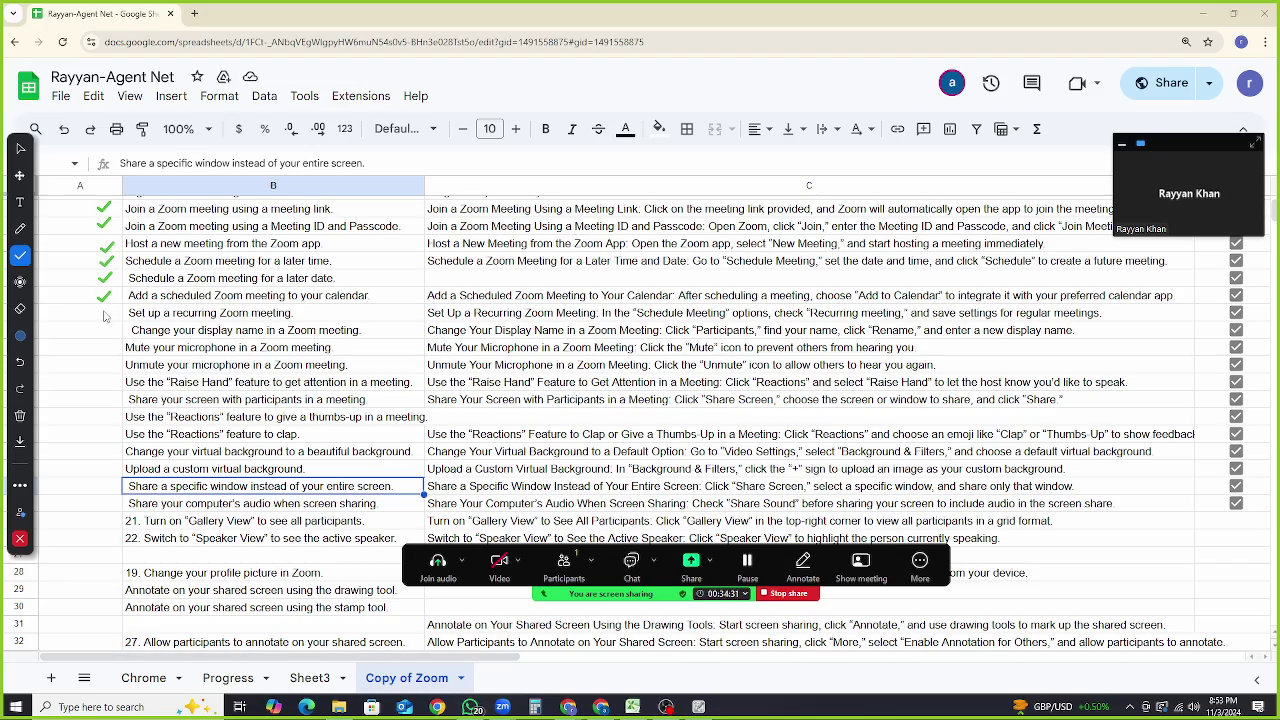 Rayyan-Agent Net - Google She
docs.google.com/spreadsheets/d/1FCt-_ANbqVEgWIgpyHW6muN54s0v5-BHn3e028Tst5o/edit?gid=1491558875#gid=1491558875
Rayyan-Agent Net
File Edit View Insert Format Data Tools Extensions Help
Share
100% $ % .0 .00 123 Defaul... 10
Share a specific window instead of your entire screen.
A B C
Rayyan Khan
Rayyan Khan
Join a Zoom meeting using a meeting link. Join a Zoom Meeting Using a Meeting Link. Click on the meeting link provided, and Zoom will automatically open the app to join the meeting
Join a Zoom meeting using a Meeting ID and Passcode. Join a Zoom Meeting Using a Meeting ID and Passcode: Open Zoom, click “Join,” enter the Meeting ID and Passcode, and click “Join Meeti
Host a new meeting from the Zoom app. Host a New Meeting from the Zoom App: Open the Zoom app, select “New Meeting,” and start hosting a meeting immediately.
Schedule a Zoom meeting for a later time. Schedule a Zoom Meeting for a Later Time and Date: Go to “Schedule Meeting,” set the date and time, and click “Schedule” to create a future meeting.
Schedule a Zoom meeting for a later date.
Add a scheduled Zoom meeting to your calendar. Add a Scheduled Zoom Meeting to Your Calendar: After scheduling a meeting, choose “Add to Calendar” to integrate it with your preferred calendar app.
Set up a recurring Zoom meeting. Set Up a Recurring Zoom Meeting: In the “Schedule Meeting” options, check “Recurring meeting,” and save settings for regular meetings.
Change your display name in a Zoom meeting. Change Your Display Name in a Zoom Meeting: Click “Participants,” find your name, click “Rename,” and enter a new display name.
Mute your microphone in a Zoom meeting. Mute Your Microphone in a Zoom Meeting: Click the “Mute” icon to prevent others from hearing you.
Unmute your microphone in a Zoom meeting. Unmute Your Microphone in a Zoom Meeting: Click the “Unmute” icon to allow others to hear you again.
Use the “Raise Hand” feature to get attention in a meeting. Use the “Raise Hand” Feature to Get Attention in a Meeting: Click “Reactions” and select “Raise Hand” to let the host know you’d like to speak.
Share your screen with participants in a meeting. Share Your Screen with Participants in a Meeting: Click “Share Screen,” choose the screen or window to share, and click “Share.”
Use the “Reactions” feature to give a thumbs-up in a meeting.
Use the “Reactions” feature to clap. Use the “Reactions” Feature to Clap or Give a Thumbs-Up in a Meeting: Click “Reactions” and choose an emoji like “Clap” or “Thumbs-Up” to show feedback
Change your virtual background to a beautiful background. Change Your Virtual Background to a Default Option: Go to “Video Settings,” select “Background & Filters,” and choose a default virtual background.
Upload a custom virtual background. Upload a Custom Virtual Background: In “Background & Filters,” click the “+” sign to upload an image as your custom background.
Share a specific window instead of your entire screen. Share a Specific Window Instead of Your Entire Screen: Click “Share Screen,” select a specific window, and share only that window.
Share your computer’s audio when screen sharing. Share Your Computer’s Audio When Screen Sharing: Check “Share Sound” before sharing your screen to include audio in the screen share.
21. Turn on “Gallery View” to see all participants. Turn on “Gallery View” to See All Participants: Click “Gallery View” in the top-right corner to view all participants in a grid format.
22. Switch to “Speaker View” to see the active speaker. Switch to “Speaker View” to See the Active Speaker: Click “Speaker View” to highlight the person currently speaking.
1
Join audio Video Participants Chat Share Pause Annotate Show meeting More
28 19. Change your profile picture in Zoom. om your device.
29 Annotate on your shared screen using the drawing tool.
You are screen sharing 00:34:31 Stop share
30 Annotate on your shared screen using the stamp tool.
31 Annotate on Your Shared Screen Using the Drawing Tools: Start screen sharing, click “Annotate,” and use drawing tools to mark up the shared screen.
32 27. Allow participants to annotate on your shared screen. Allow Participants to Annotate on Your Shared Screen: Start screen sharing, click “More,” select “Enable Annotation for Others,” and allow participants to annotate.
Chrome Progress Sheet3 Copy of Zoom
Type here to search
20
GBP/USD +0.50%
8:53 PM
11/3/2024